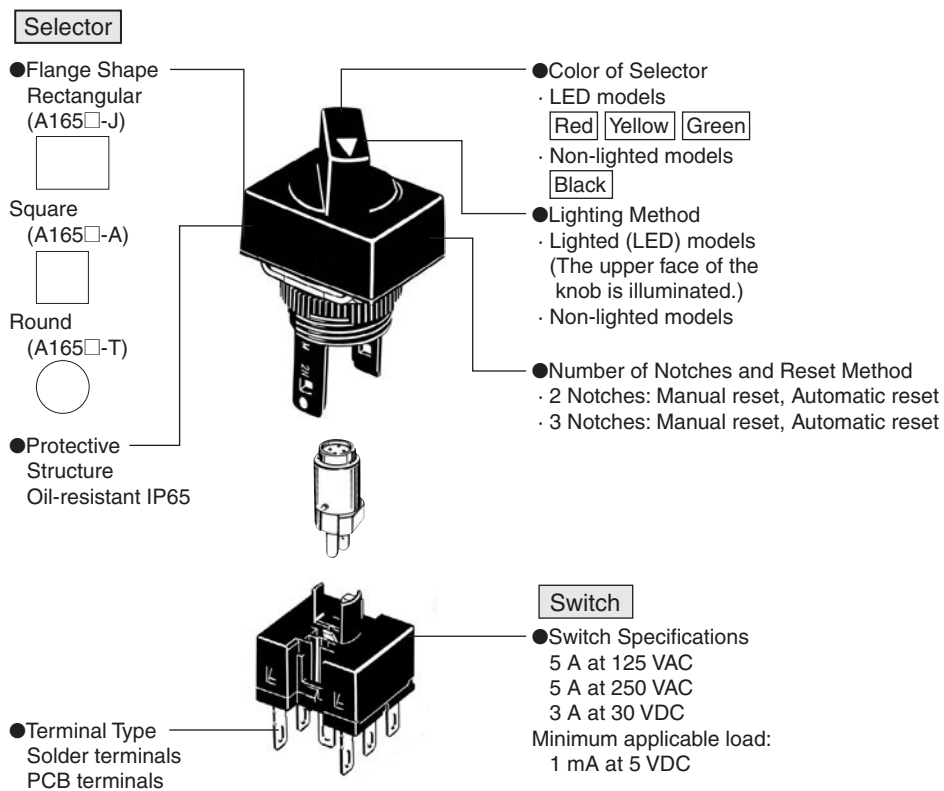 Selector
●Flange Shape
Rectangular
(A165□-J)
Square
(A165□-A)
Round
(A165□-T)
●Protective
Structure
Oil-resistant IP65
●Color of Selector
· LED models
Red Yellow Green
· Non-lighted models
Black
●Lighting Method
· Lighted (LED) models
(The upper face of the
knob is illuminated.)
· Non-lighted models
●Number of Notches and Reset Method
· 2 Notches: Manual reset, Automatic reset
· 3 Notches: Manual reset, Automatic reset
Switch
●Switch Specifications
5 A at 125 VAC
5 A at 250 VAC
3 A at 30 VDC
Minimum applicable load:
1 mA at 5 VDC
●Terminal Type
Solder terminals
PCB terminals